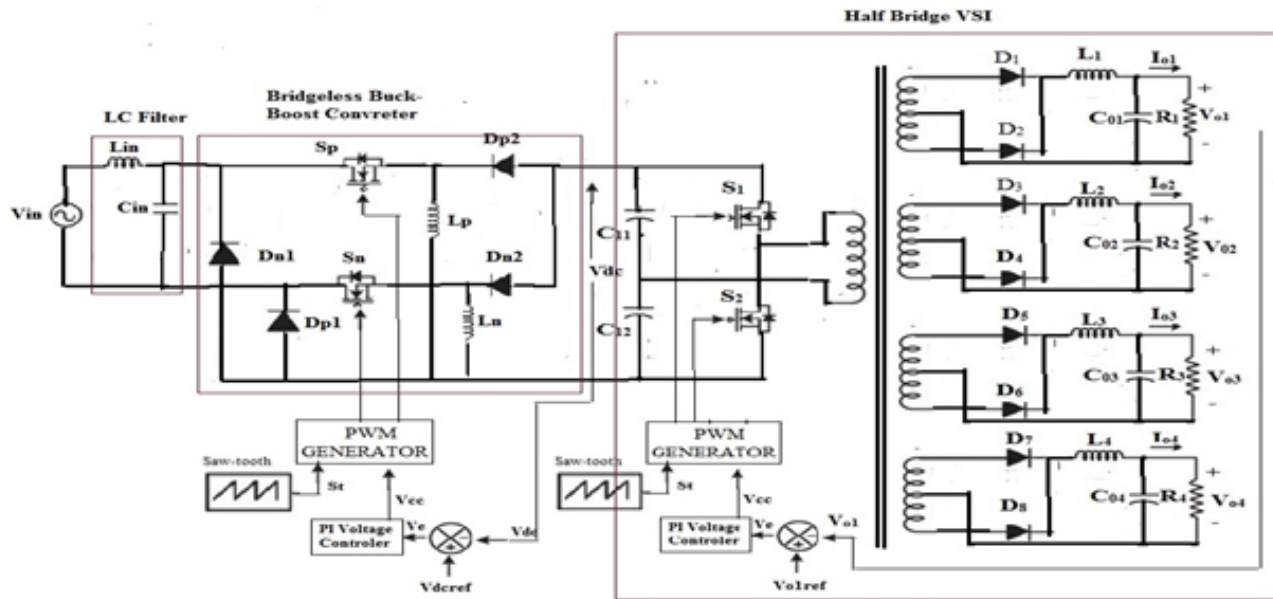 Half Bridge VSI
Bridgeless Buck-
Boost Convreter
LC Filter
Lin
Cin
Vin
Sp
Dp2
Lp
Dn1
Sn
Dn2
Dp1
Ln
C11
Vdc
C12
S1
S2
D1
L1
Io1
D2
C01
R1
Vo1
+
-
D3
L2
Io2
D4
C02
R2
V02
+
-
D5
L3
Io3
D6
C03
R3
Vo3
+
-
D7
L4
Io4
D8
C04
R4
Vo4
+
-
PWM
GENERATOR
Saw-tooth
St
Vcc
PI Voltage
Controler
Ve
-
+
Vdc
Vdcref
PWM
GENERATOR
Saw-tooth
St
Vcc
PI Voltage
Controler
Ve
-
+
Vo1
Vo1ref